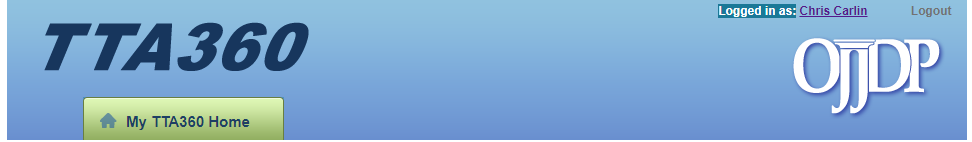 Logged in as: Chris Carlin Logout
TTA360
OJJDP
My TTA360 Home